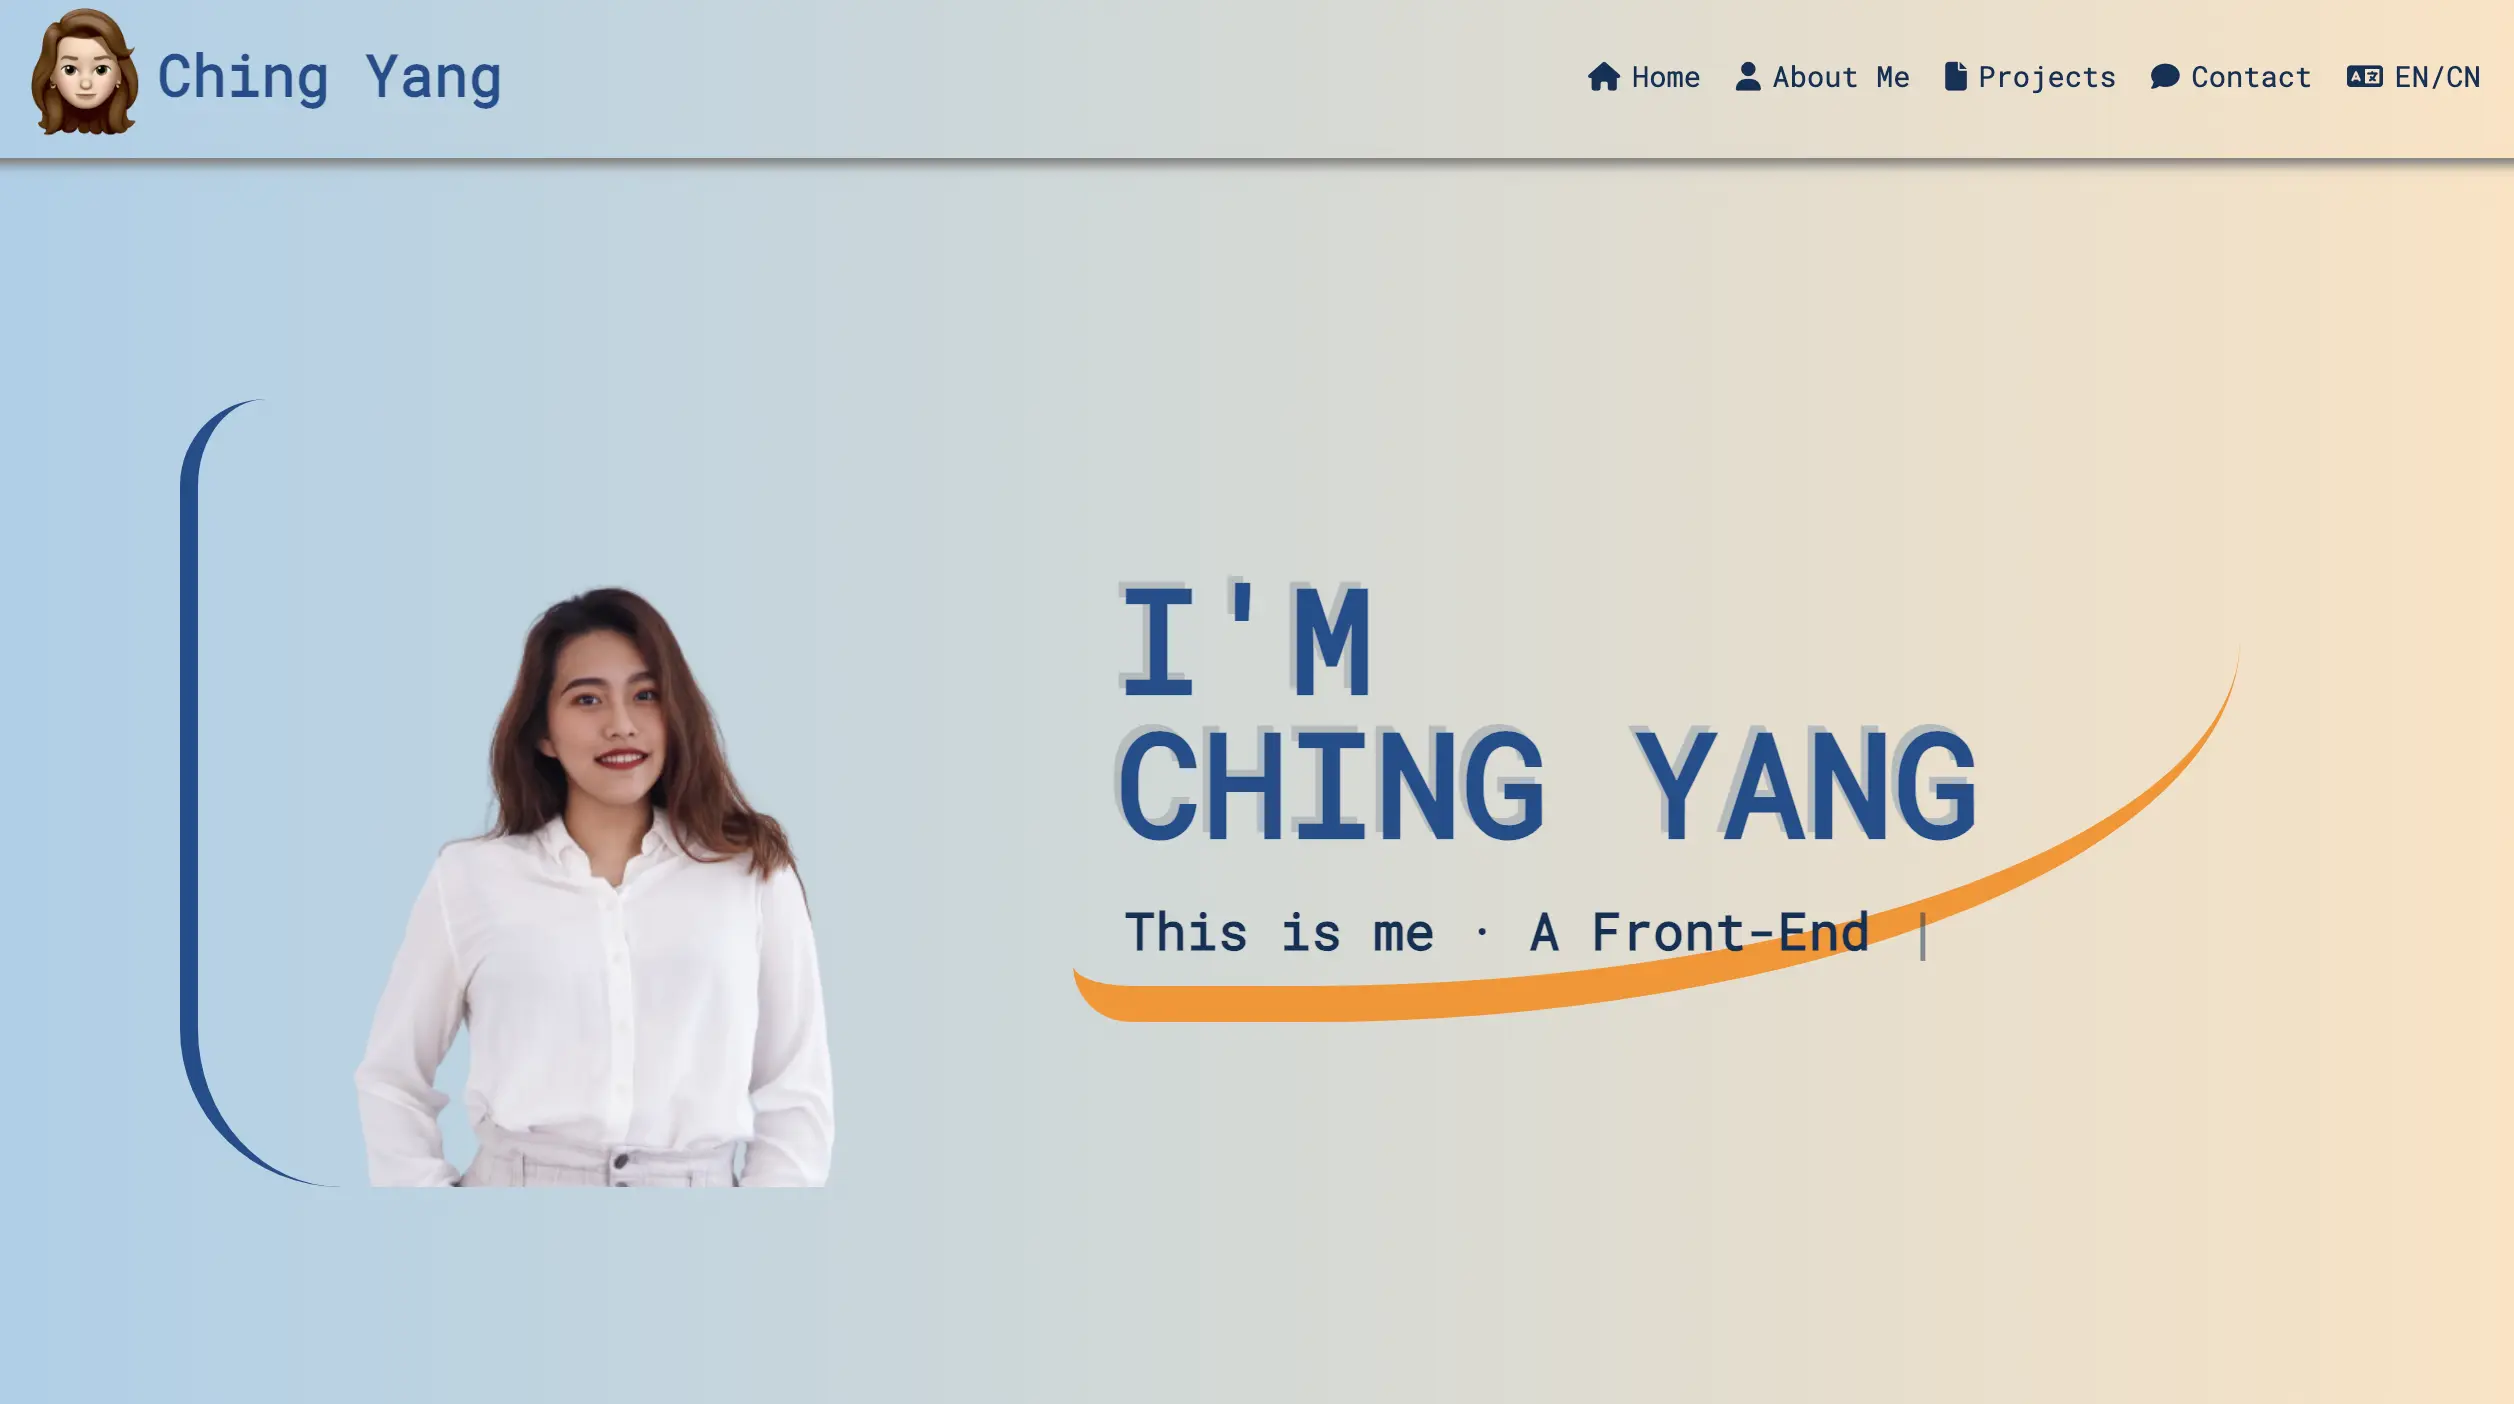 Ching Yang
Home About Me Projects Contact EN/CN
I'M
CHING YANG
This is me · A Front-End |